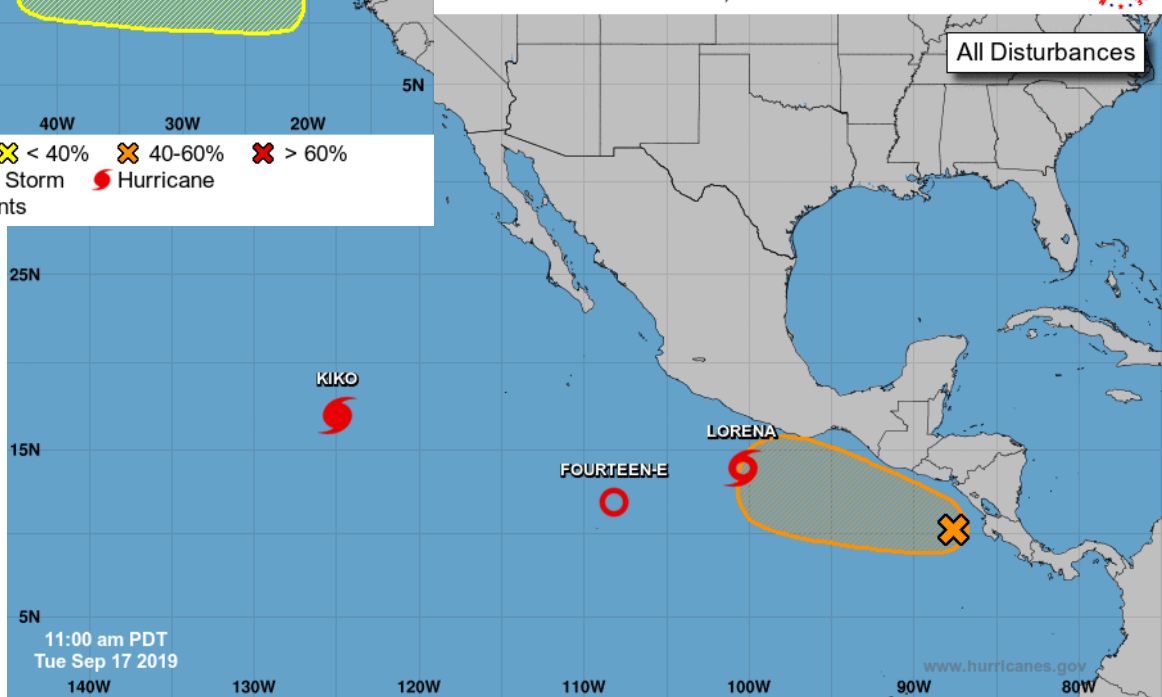 All Disturbances
5N
40W 30W 20W
< 40% 40-60% > 60%
Storm Hurricane
nts
25N
KIKO
LORENA
15N
FOURTEEN-E
5N
11:00 am PDT
Tue Sep 17 2019
www.hurricanes.gov
140W 130W 120W 110W 100W 90W 80W